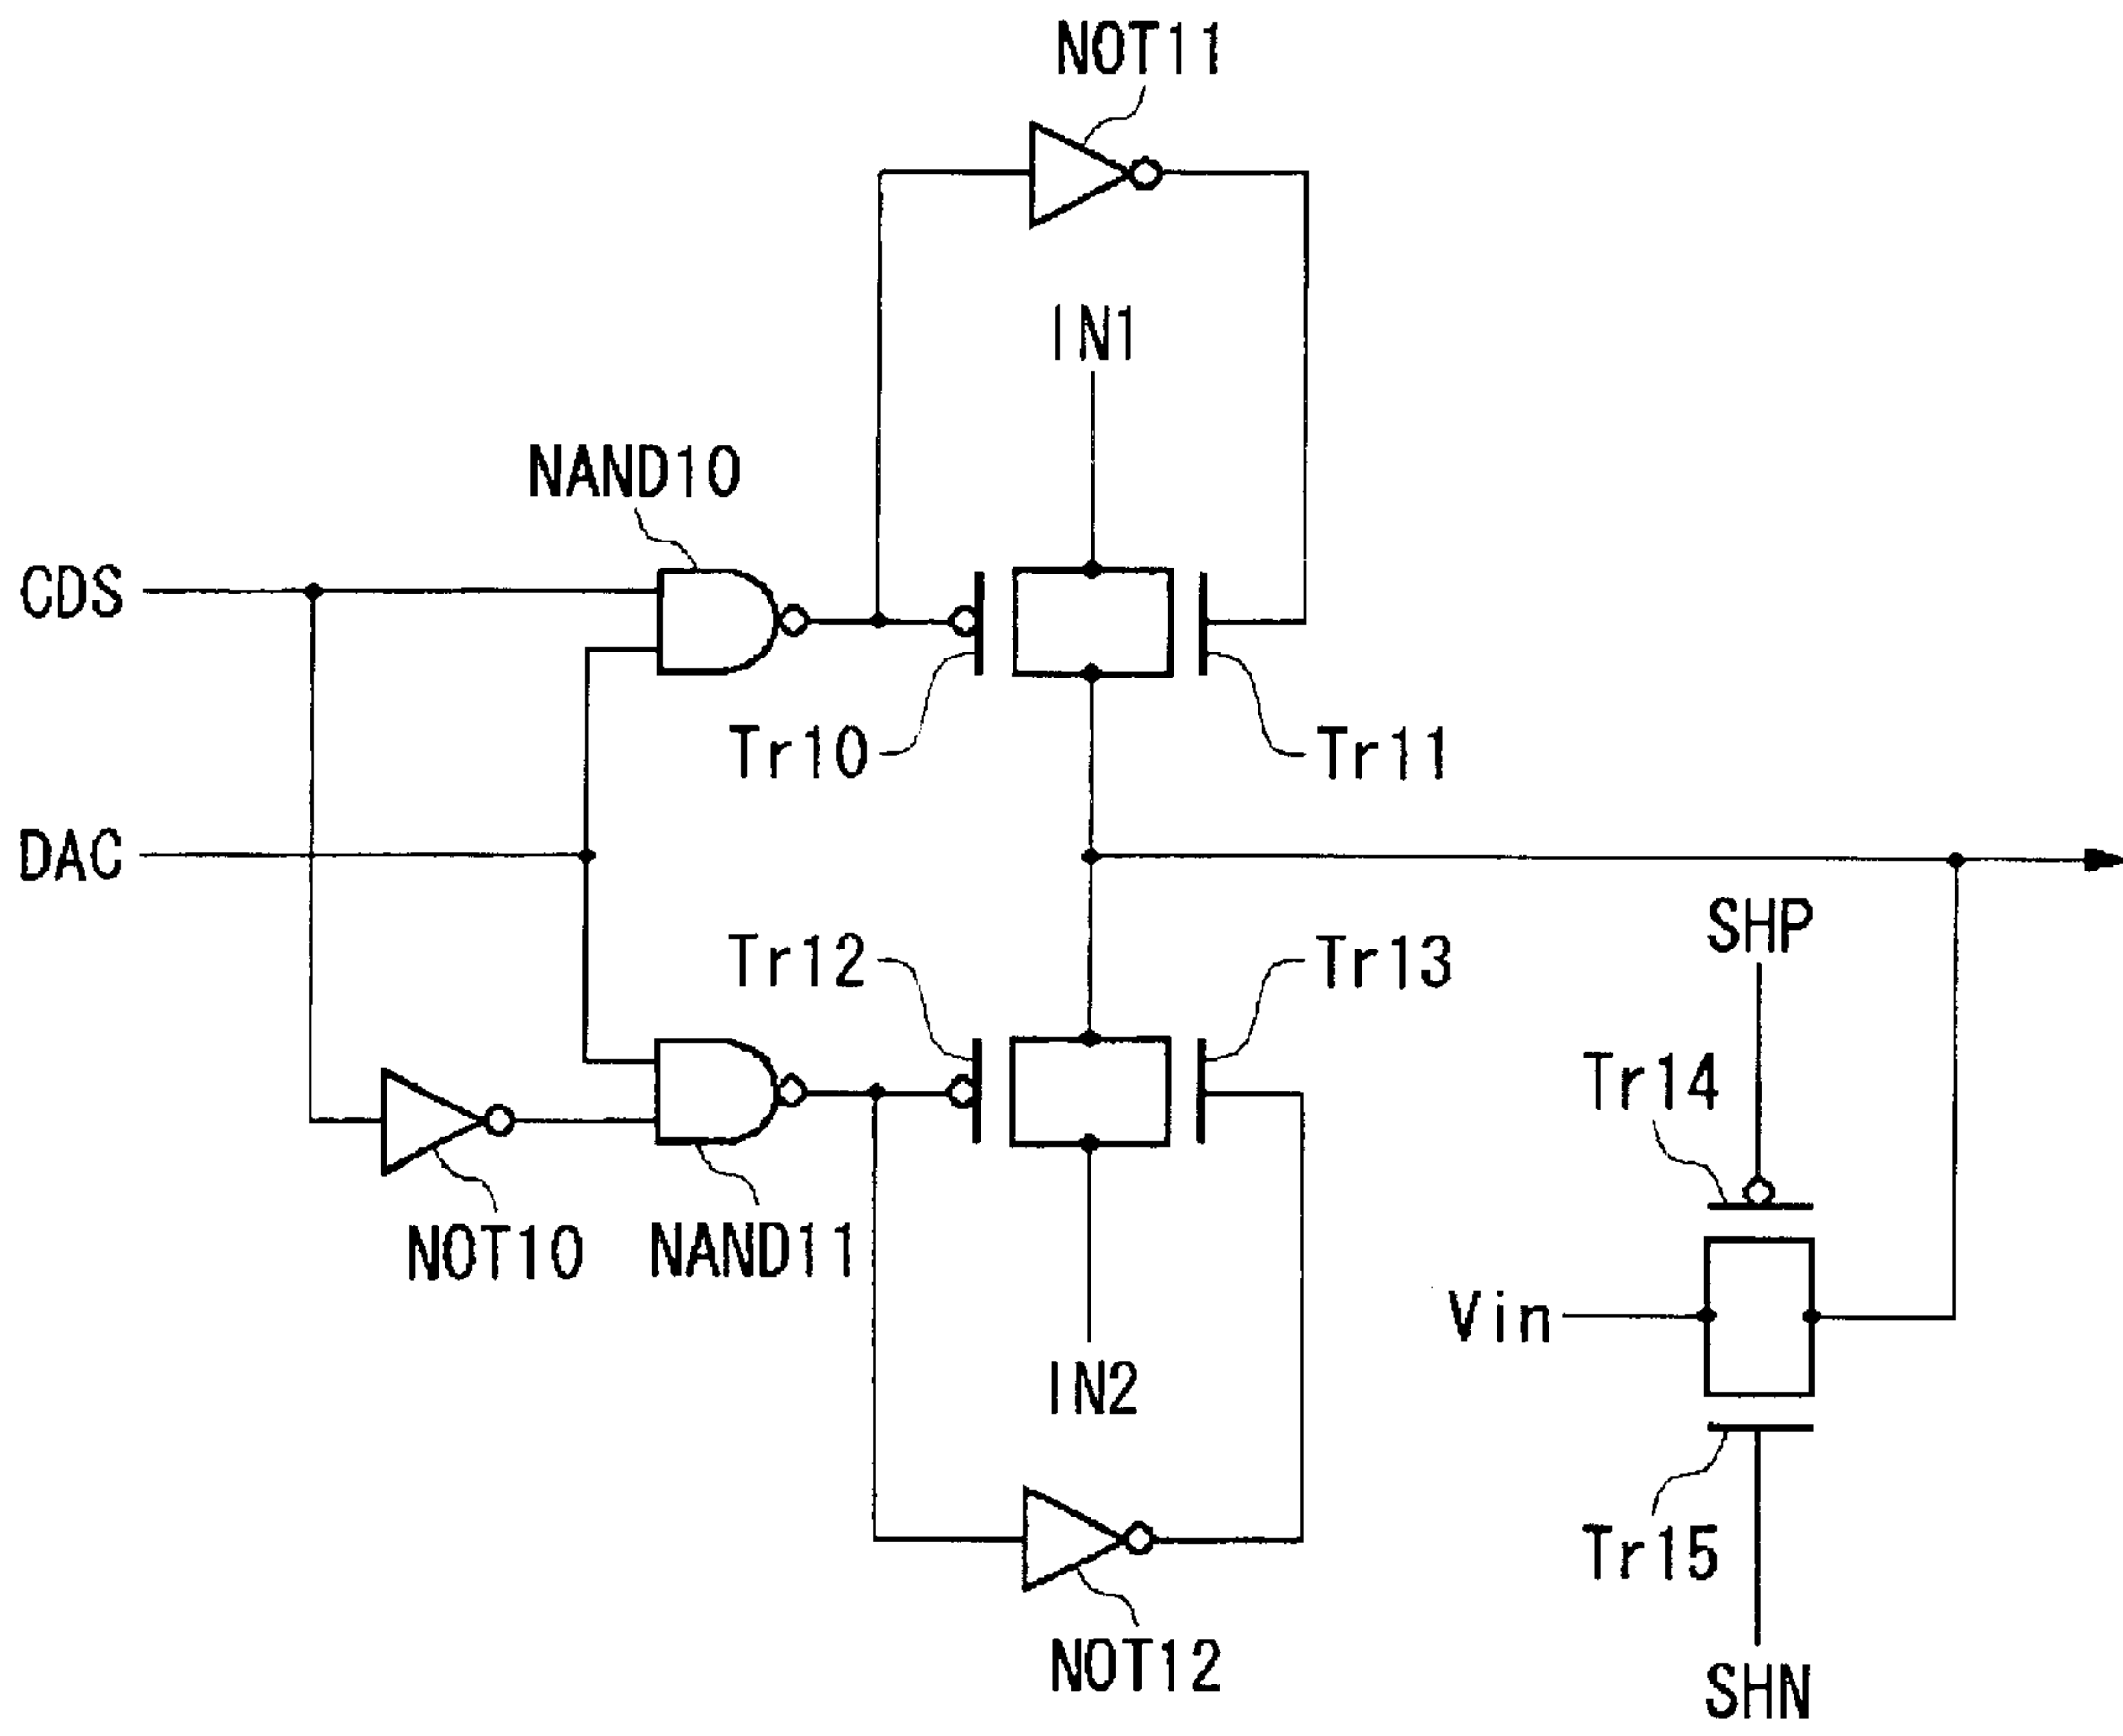 NOT11
IN1
NAND10
CDS
Tr10
Tr11
DAC
SHP
Tr12
Tr13
Tr14
NOT10
NAND11
Vin
IN2
Tr15
NOT12
SHN